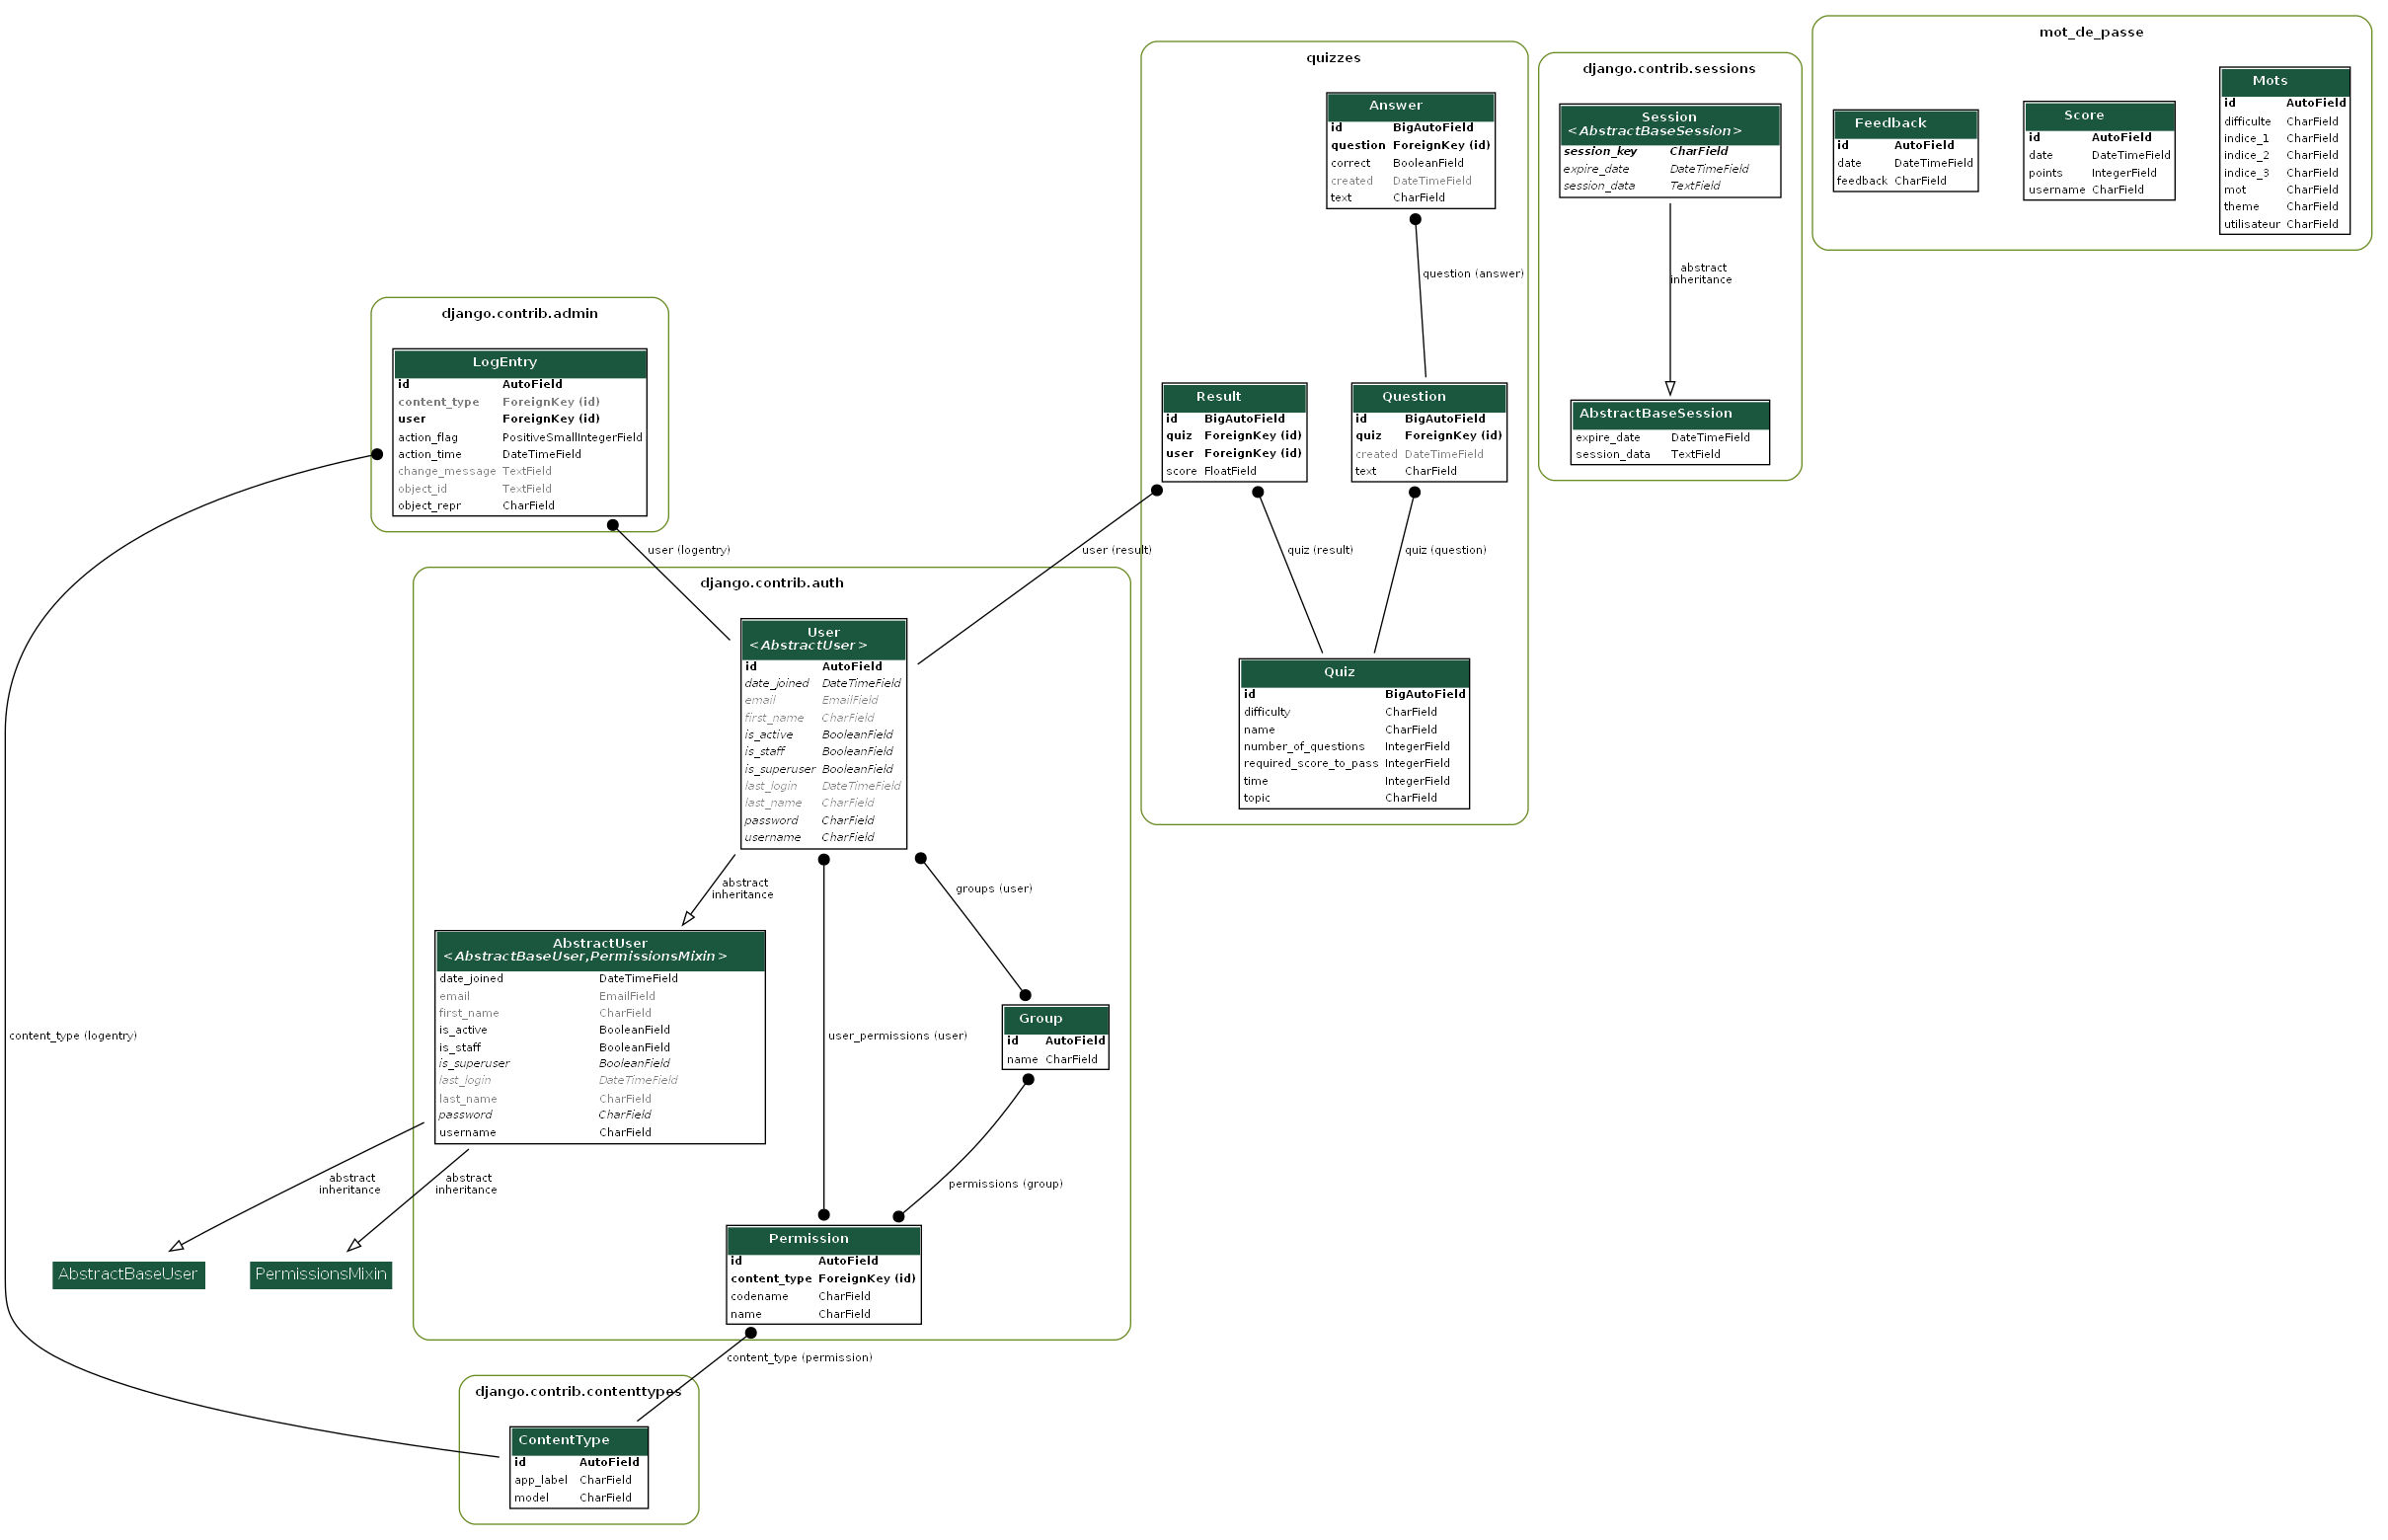 mot_de_passe
Feedback
id AutoField
date DateTimeField
feedback CharField
Score
id AutoField
date DateTimeField
points IntegerField
username CharField
Mots
id AutoField
difficulte CharField
indice_1 CharField
indice_2 CharField
indice_3 CharField
mot CharField
theme CharField
utilisateur CharField
quizzes
Answer
id BigAutoField
question ForeignKey (id)
correct BooleanField
created DateTimeField
text CharField
question (answer)
Result
id BigAutoField
quiz ForeignKey (id)
user ForeignKey (id)
score FloatField
Question
id BigAutoField
quiz ForeignKey (id)
created DateTimeField
text CharField
user (result)
quiz (result)
quiz (question)
Quiz
id BigAutoField
difficulty CharField
name CharField
number_of_questions IntegerField
required_score_to_pass IntegerField
time IntegerField
topic CharField
django.contrib.sessions
Session
<AbstractBaseSession>
session_key CharField
expire_date DateTimeField
session_data TextField
abstract
inheritance
AbstractBaseSession
expire_date DateTimeField
session_data TextField
django.contrib.admin
LogEntry
id AutoField
content_type ForeignKey (id)
user ForeignKey (id)
action_flag PositiveSmallIntegerField
action_time DateTimeField
change_message TextField
object_id TextField
object_repr CharField
user (logentry)
django.contrib.auth
User
<AbstractUser>
id AutoField
date_joined DateTimeField
email EmailField
first_name CharField
is_active BooleanField
is_staff BooleanField
is_superuser BooleanField
last_login DateTimeField
last_name CharField
password CharField
username CharField
abstract
inheritance
groups (user)
AbstractUser
<AbstractBaseUser,PermissionsMixin>
date_joined DateTimeField
email EmailField
first_name CharField
is_active BooleanField
is_staff BooleanField
is_superuser BooleanField
last_login DateTimeField
last_name CharField
password CharField
username CharField
content_type (logentry)
user_permissions (user)
Group
id AutoField
name CharField
abstract
inheritance
abstract
inheritance
permissions (group)
AbstractBaseUser
PermissionsMixin
Permission
id AutoField
content_type ForeignKey (id)
codename CharField
name CharField
content_type (permission)
django.contrib.contenttypes
ContentType
id AutoField
app_label CharField
model CharField